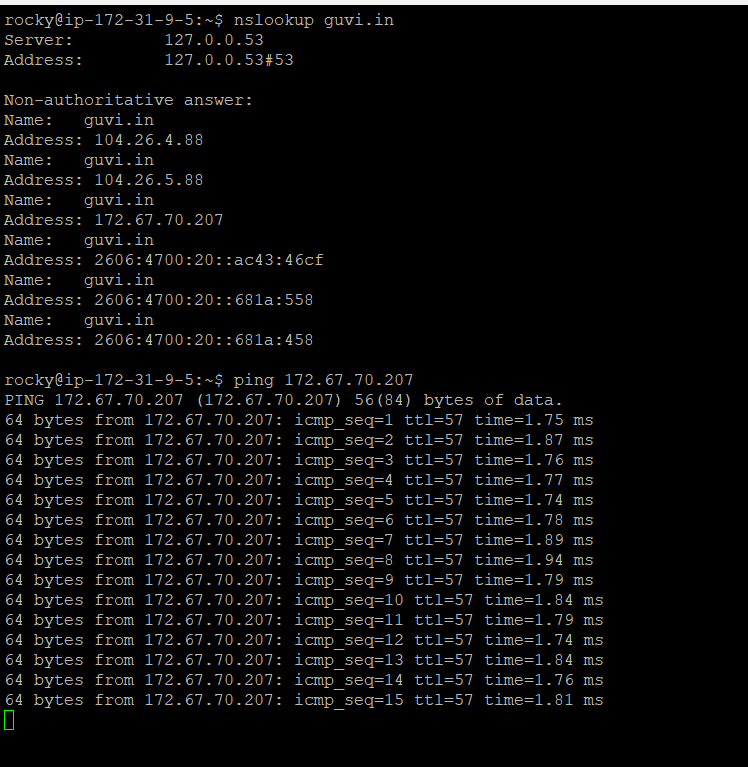 rocky@ip-172-31-9-5:~$ nslookup guvi.in
Server:         127.0.0.53
Address:        127.0.0.53#53

Non-authoritative answer:
Name:   guvi.in
Address: 104.26.4.88
Name:   guvi.in
Address: 104.26.5.88
Name:   guvi.in
Address: 172.67.70.207
Name:   guvi.in
Address: 2606:4700:20::ac43:46cf
Name:   guvi.in
Address: 2606:4700:20::681a:558
Name:   guvi.in
Address: 2606:4700:20::681a:458

rocky@ip-172-31-9-5:~$ ping 172.67.70.207
PING 172.67.70.207 (172.67.70.207) 56(84) bytes of data.
64 bytes from 172.67.70.207: icmp_seq=1 ttl=57 time=1.75 ms
64 bytes from 172.67.70.207: icmp_seq=2 ttl=57 time=1.87 ms
64 bytes from 172.67.70.207: icmp_seq=3 ttl=57 time=1.76 ms
64 bytes from 172.67.70.207: icmp_seq=4 ttl=57 time=1.77 ms
64 bytes from 172.67.70.207: icmp_seq=5 ttl=57 time=1.74 ms
64 bytes from 172.67.70.207: icmp_seq=6 ttl=57 time=1.78 ms
64 bytes from 172.67.70.207: icmp_seq=7 ttl=57 time=1.89 ms
64 bytes from 172.67.70.207: icmp_seq=8 ttl=57 time=1.94 ms
64 bytes from 172.67.70.207: icmp_seq=9 ttl=57 time=1.79 ms
64 bytes from 172.67.70.207: icmp_seq=10 ttl=57 time=1.84 ms
64 bytes from 172.67.70.207: icmp_seq=11 ttl=57 time=1.79 ms
64 bytes from 172.67.70.207: icmp_seq=12 ttl=57 time=1.74 ms
64 bytes from 172.67.70.207: icmp_seq=13 ttl=57 time=1.84 ms
64 bytes from 172.67.70.207: icmp_seq=14 ttl=57 time=1.76 ms
64 bytes from 172.67.70.207: icmp_seq=15 ttl=57 time=1.81 ms